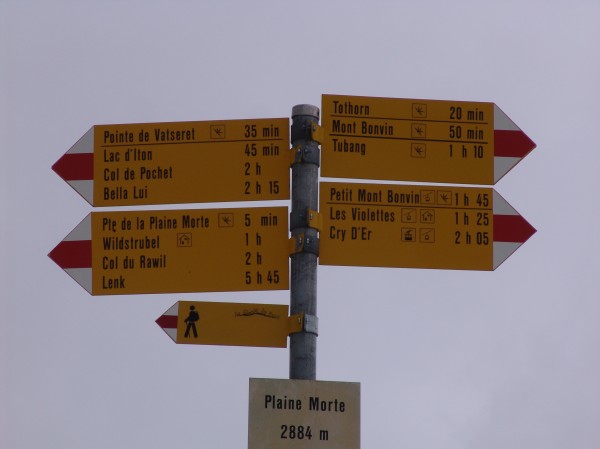 Pointe de Vatseret 35 min
Lac d'Iton 45 min
Col de Pochet 2 h
Bella Lui 2 h 15
Pte de la Plaine Morte 5 min
Wildstrubel 1 h
Col du Rawil 2 h
Lenk 5 h 45
Tothorn 20 min
Mont Bonvin 50 min
Tubang 1 h 10
Petit Mont Bonvin 1 h 45
Les Violettes 1 h 25
Cry D'Er 2 h 05
Plaine Morte
2884 m